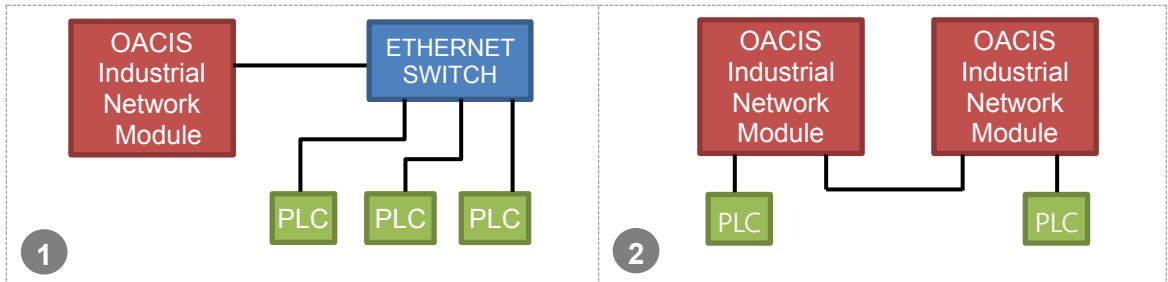 OACIS
Industrial
Network
Module
ETHERNET
SWITCH
PLC
PLC
PLC
1
OACIS
Industrial
Network
Module
OACIS
Industrial
Network
Module
PLC
PLC
2